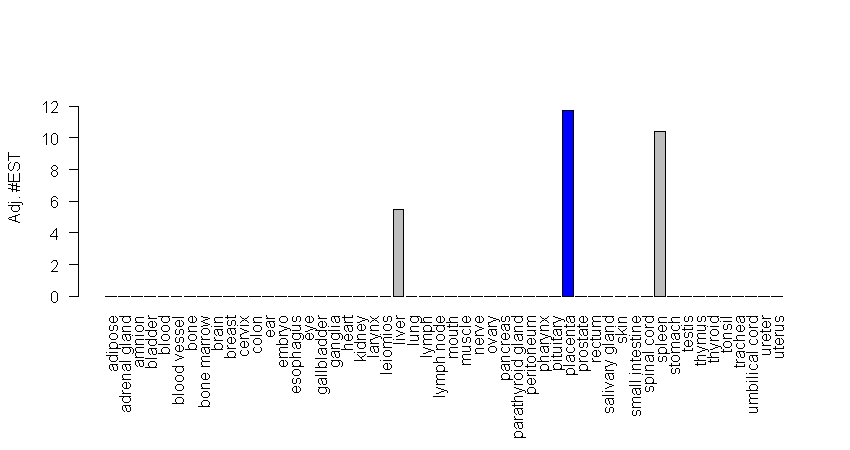 Adj. #EST
12
10
8
6
4
2
0
adipose
adrenal gland
amnion
bladder
blood
blood vessel
bone
bone marrow
brain
breast
cervix
colon
ear
embryo
esophagus
eye
gallbladder
ganglia
heart
kidney
larynx
leiomios
liver
lung
lymph
lymph node
mouth
muscle
nerve
ovary
pancreas
parathyroid gland
peritoneum
pharynx
pituitary
placenta
prostate
rectum
salivary gland
skin
small intestine
spinal cord
spleen
stomach
testis
thymus
thyroid
tonsil
trachea
umbilical cord
ureter
uterus